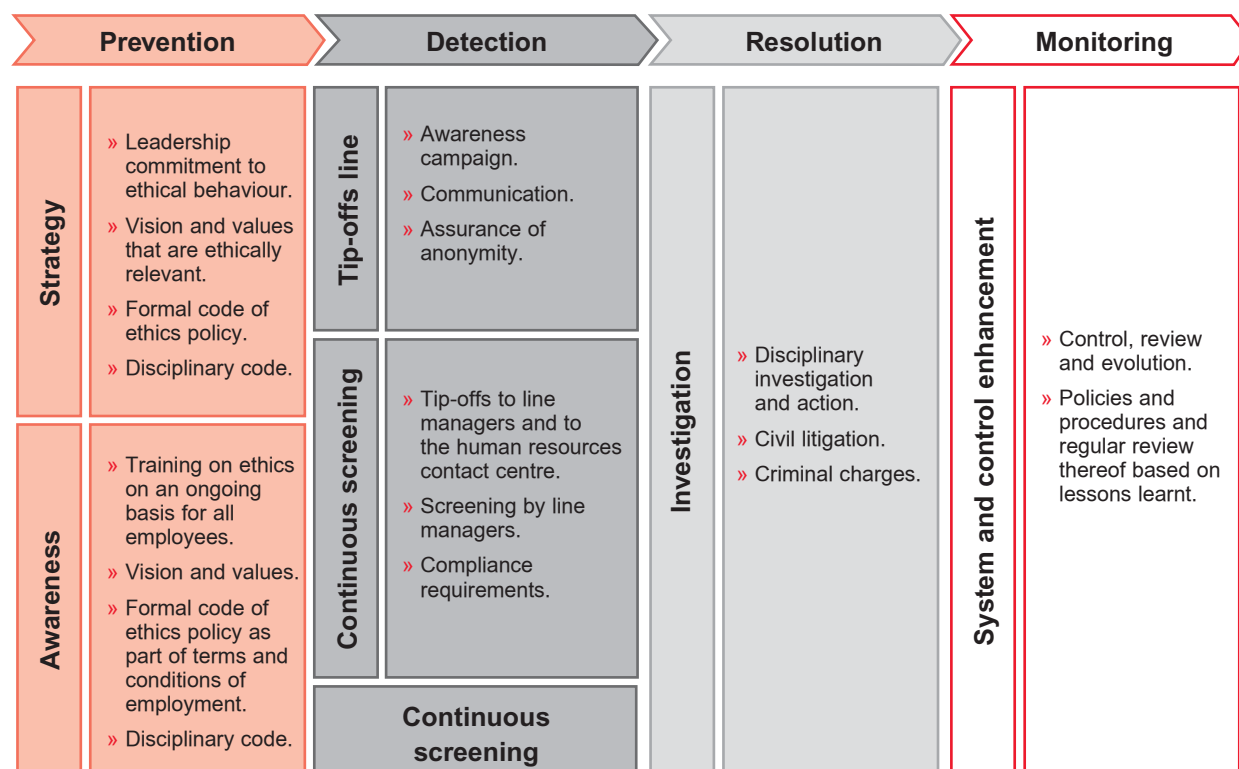 Prevention
Detection
Resolution
Monitoring
Strategy
» Leadership
commitment to
ethical behaviour.
» Vision and values
that are ethically
relevant.
» Formal code of
ethics policy.
» Disciplinary code.
Awareness
» Training on ethics
on an ongoing
basis for all
employees.
» Vision and values.
» Formal code of
ethics policy as
part of terms and
conditions of
employment.
» Disciplinary code.
Tip-offs line
» Awareness
campaign.
» Communication.
» Assurance of
anonymity.
Continuous screening
» Tip-offs to line
managers and to
the human resources
contact centre.
» Screening by line
managers.
» Compliance
requirements.
Continuous
screening
Investigation
» Disciplinary
investigation
and action.
» Civil litigation.
» Criminal charges.
System and control enhancement
» Control, review
and evolution.
» Policies and
procedures and
regular review
thereof based on
lessons learnt.